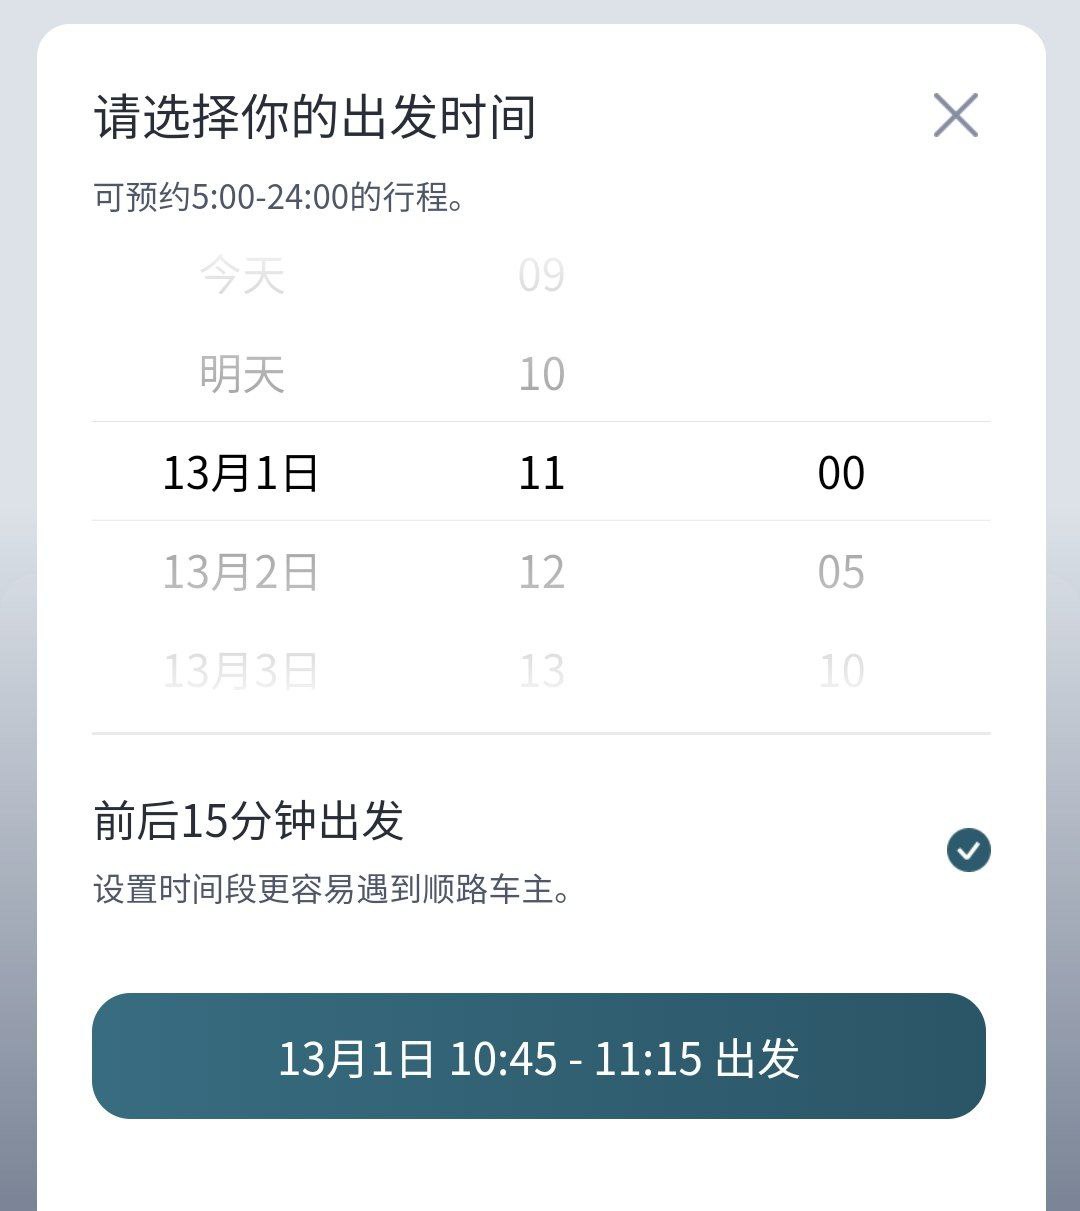 请选择你的出发时间
可预约5:00-24:00的行程。
今天 09
明天 10
13月1日 11 00
13月2日 12 05
13月3日 13 10
前后15分钟出发
设置时间段更容易遇到顺路车主。
13月1日 10:45 - 11:15 出发